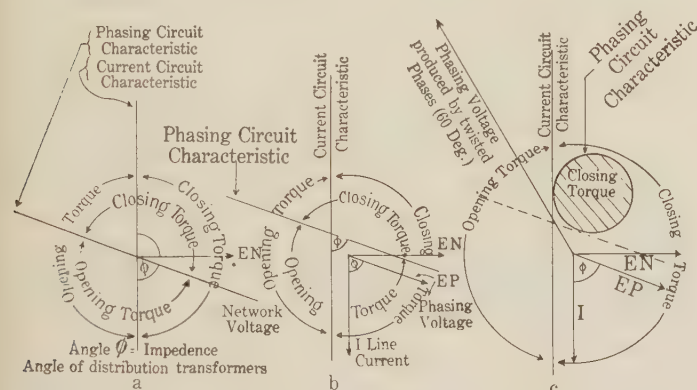 Phasing Circuit
Characteristic
Current Circuit
Characteristic
Torque
Closing Torque
Closing Torque
Opening
Opening Torque
ϕ
EN
Network
Voltage
Angle ϕ = Impedence
Angle of distribution transformers
a
Phasing Circuit
Characteristic
Current Circuit
Characteristic
Torque
Closing Torque
Closing
Opening
Opening
Torque
Torque
ϕ
ϕ
EN
EP
Phasing
Voltage
I Line
Current
b
Phasing Voltage
produced by twisted
Phases (60 Deg.)
Current Circuit
Characteristic
Phasing
Circuit
Characteristic
Opening Torque
Closing
Torque
Closing
Torque
ϕ
EN
EP
I
c